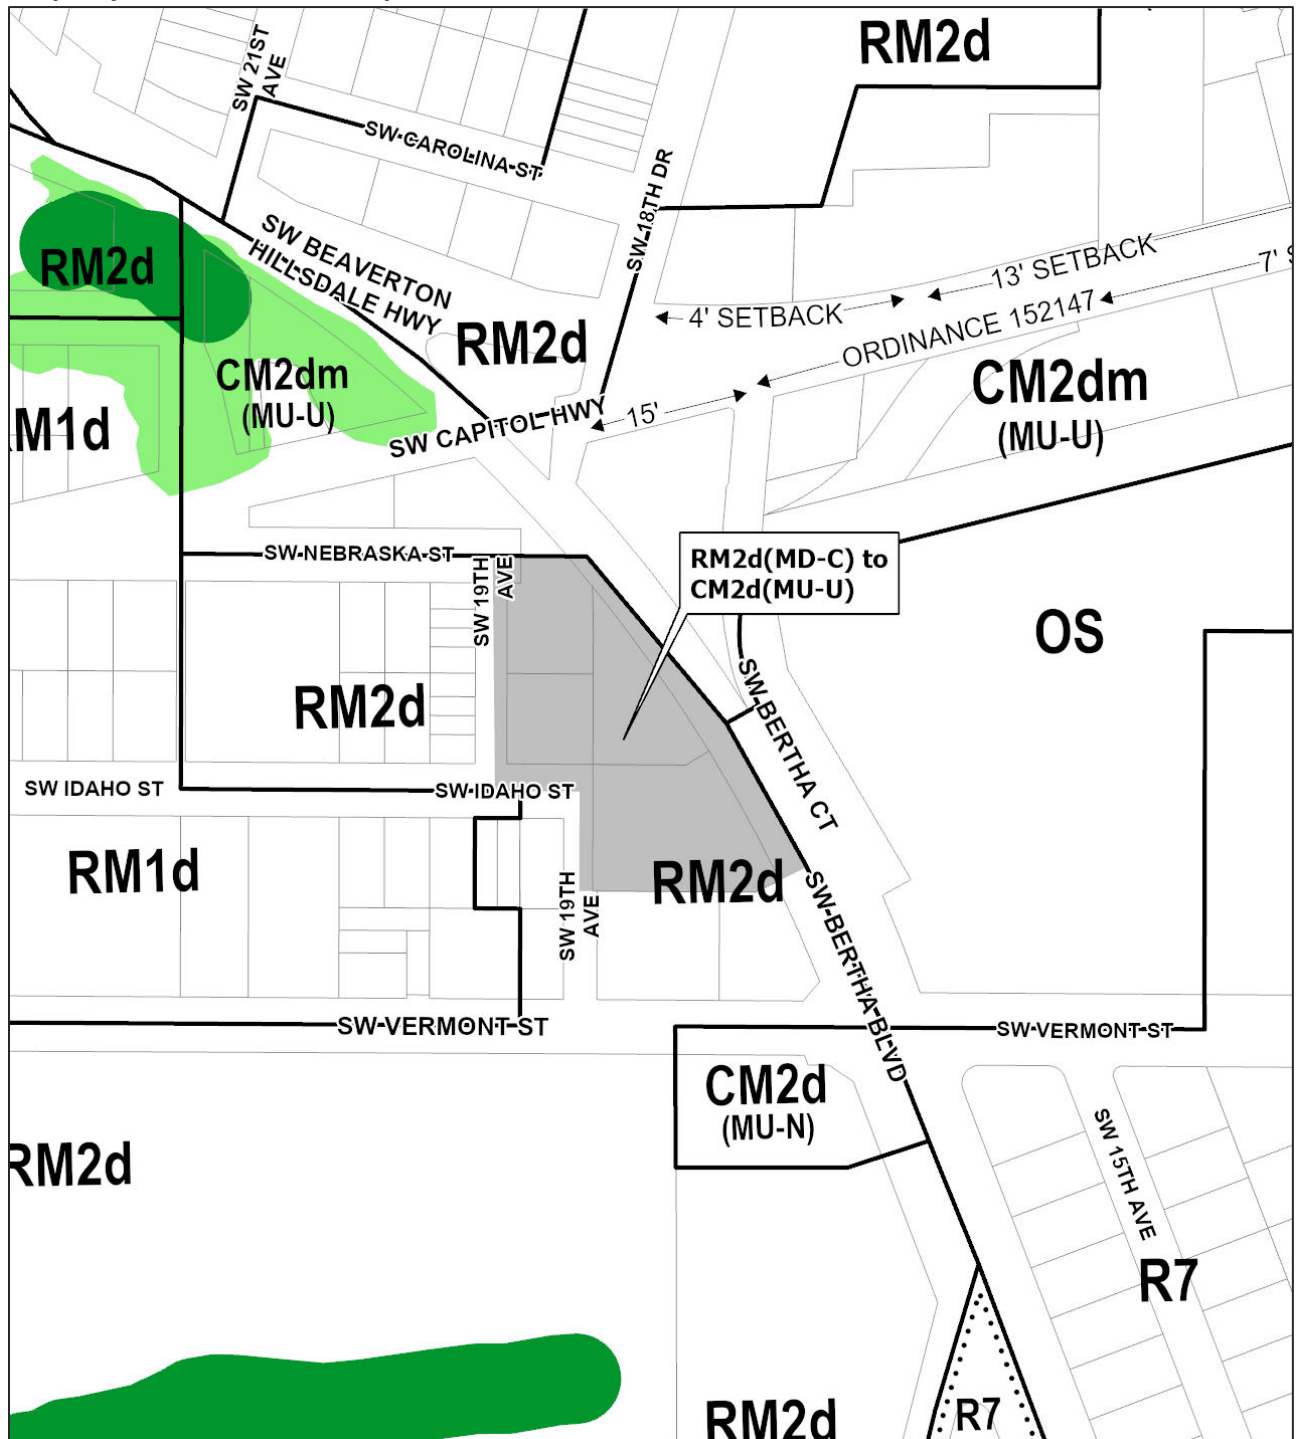 RM2d
SW 21ST
AVE
SW CAROLINA ST
SW 18TH DR
SW BEAVERTON
HILLSDALE HWY
RM2d
RM2d
13' SETBACK
7' S
4' SETBACK
ORDINANCE 152147
CM2dm
(MU-U)
CM2dm
(MU-U)
M1d
SW CAPITOL HWY
15'
SW NEBRASKA ST
SW 19TH
AVE
RM2d(MD-C) to
CM2d(MU-U)
OS
RM2d
SW BERTHA CT
SW IDAHO ST
SW IDAHO ST
RM1d
RM2d
SW 19TH
AVE
SW BERTHA BLVD
SW VERMONT ST
SW VERMONT ST
CM2d
(MU-N)
RM2d
SW 15TH AVE
R7
R7
RM2d